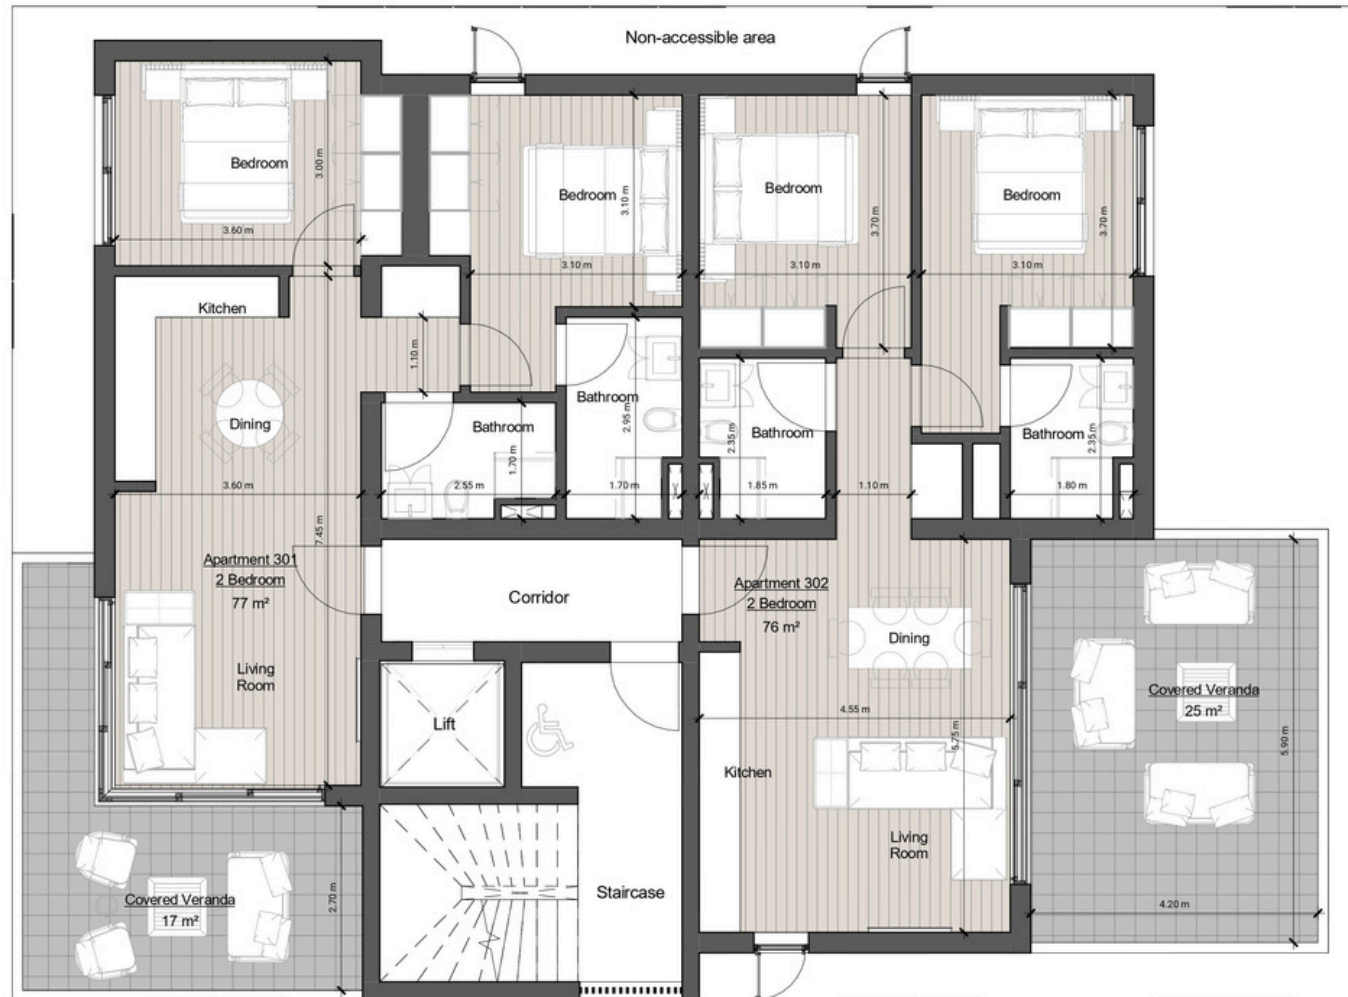 Non-accessible area
Bedroom
3.00 m
3.60 m
Bedroom
3.10 m
3.10 m
Bedroom
3.70 m
3.10 m
Bedroom
3.70 m
3.10 m
Kitchen
1.10 m
Dining
3.60 m
7.45 m
Bathroom
1.70 m
2.55 m
Bathroom
2.95 m
1.70 m
Bathroom
2.35 m
1.85 m
1.10 m
Bathroom
2.35 m
1.80 m
Apartment 301
2 Bedroom
77 m²
Corridor
Apartment 302
2 Bedroom
76 m²
Dining
Living
Room
Lift
4.55 m
5.75 m
Covered Veranda
25 m²
5.90 m
Kitchen
Living
Room
Covered Veranda
17 m²
2.70 m
Staircase
4.20 m